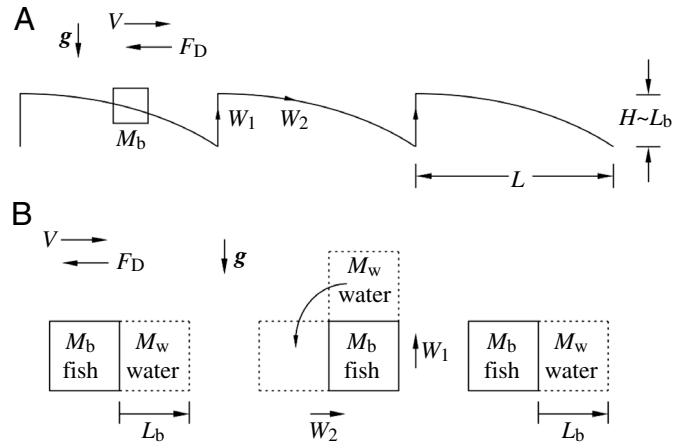 A
V
g
F_D
M_b
W_1
W_2
H~L_b
L
B
V
F_D
g
M_w
water
M_b
fish
M_w
water
M_b
fish
W_1
M_b
fish
M_w
water
L_b
W_2
L_b